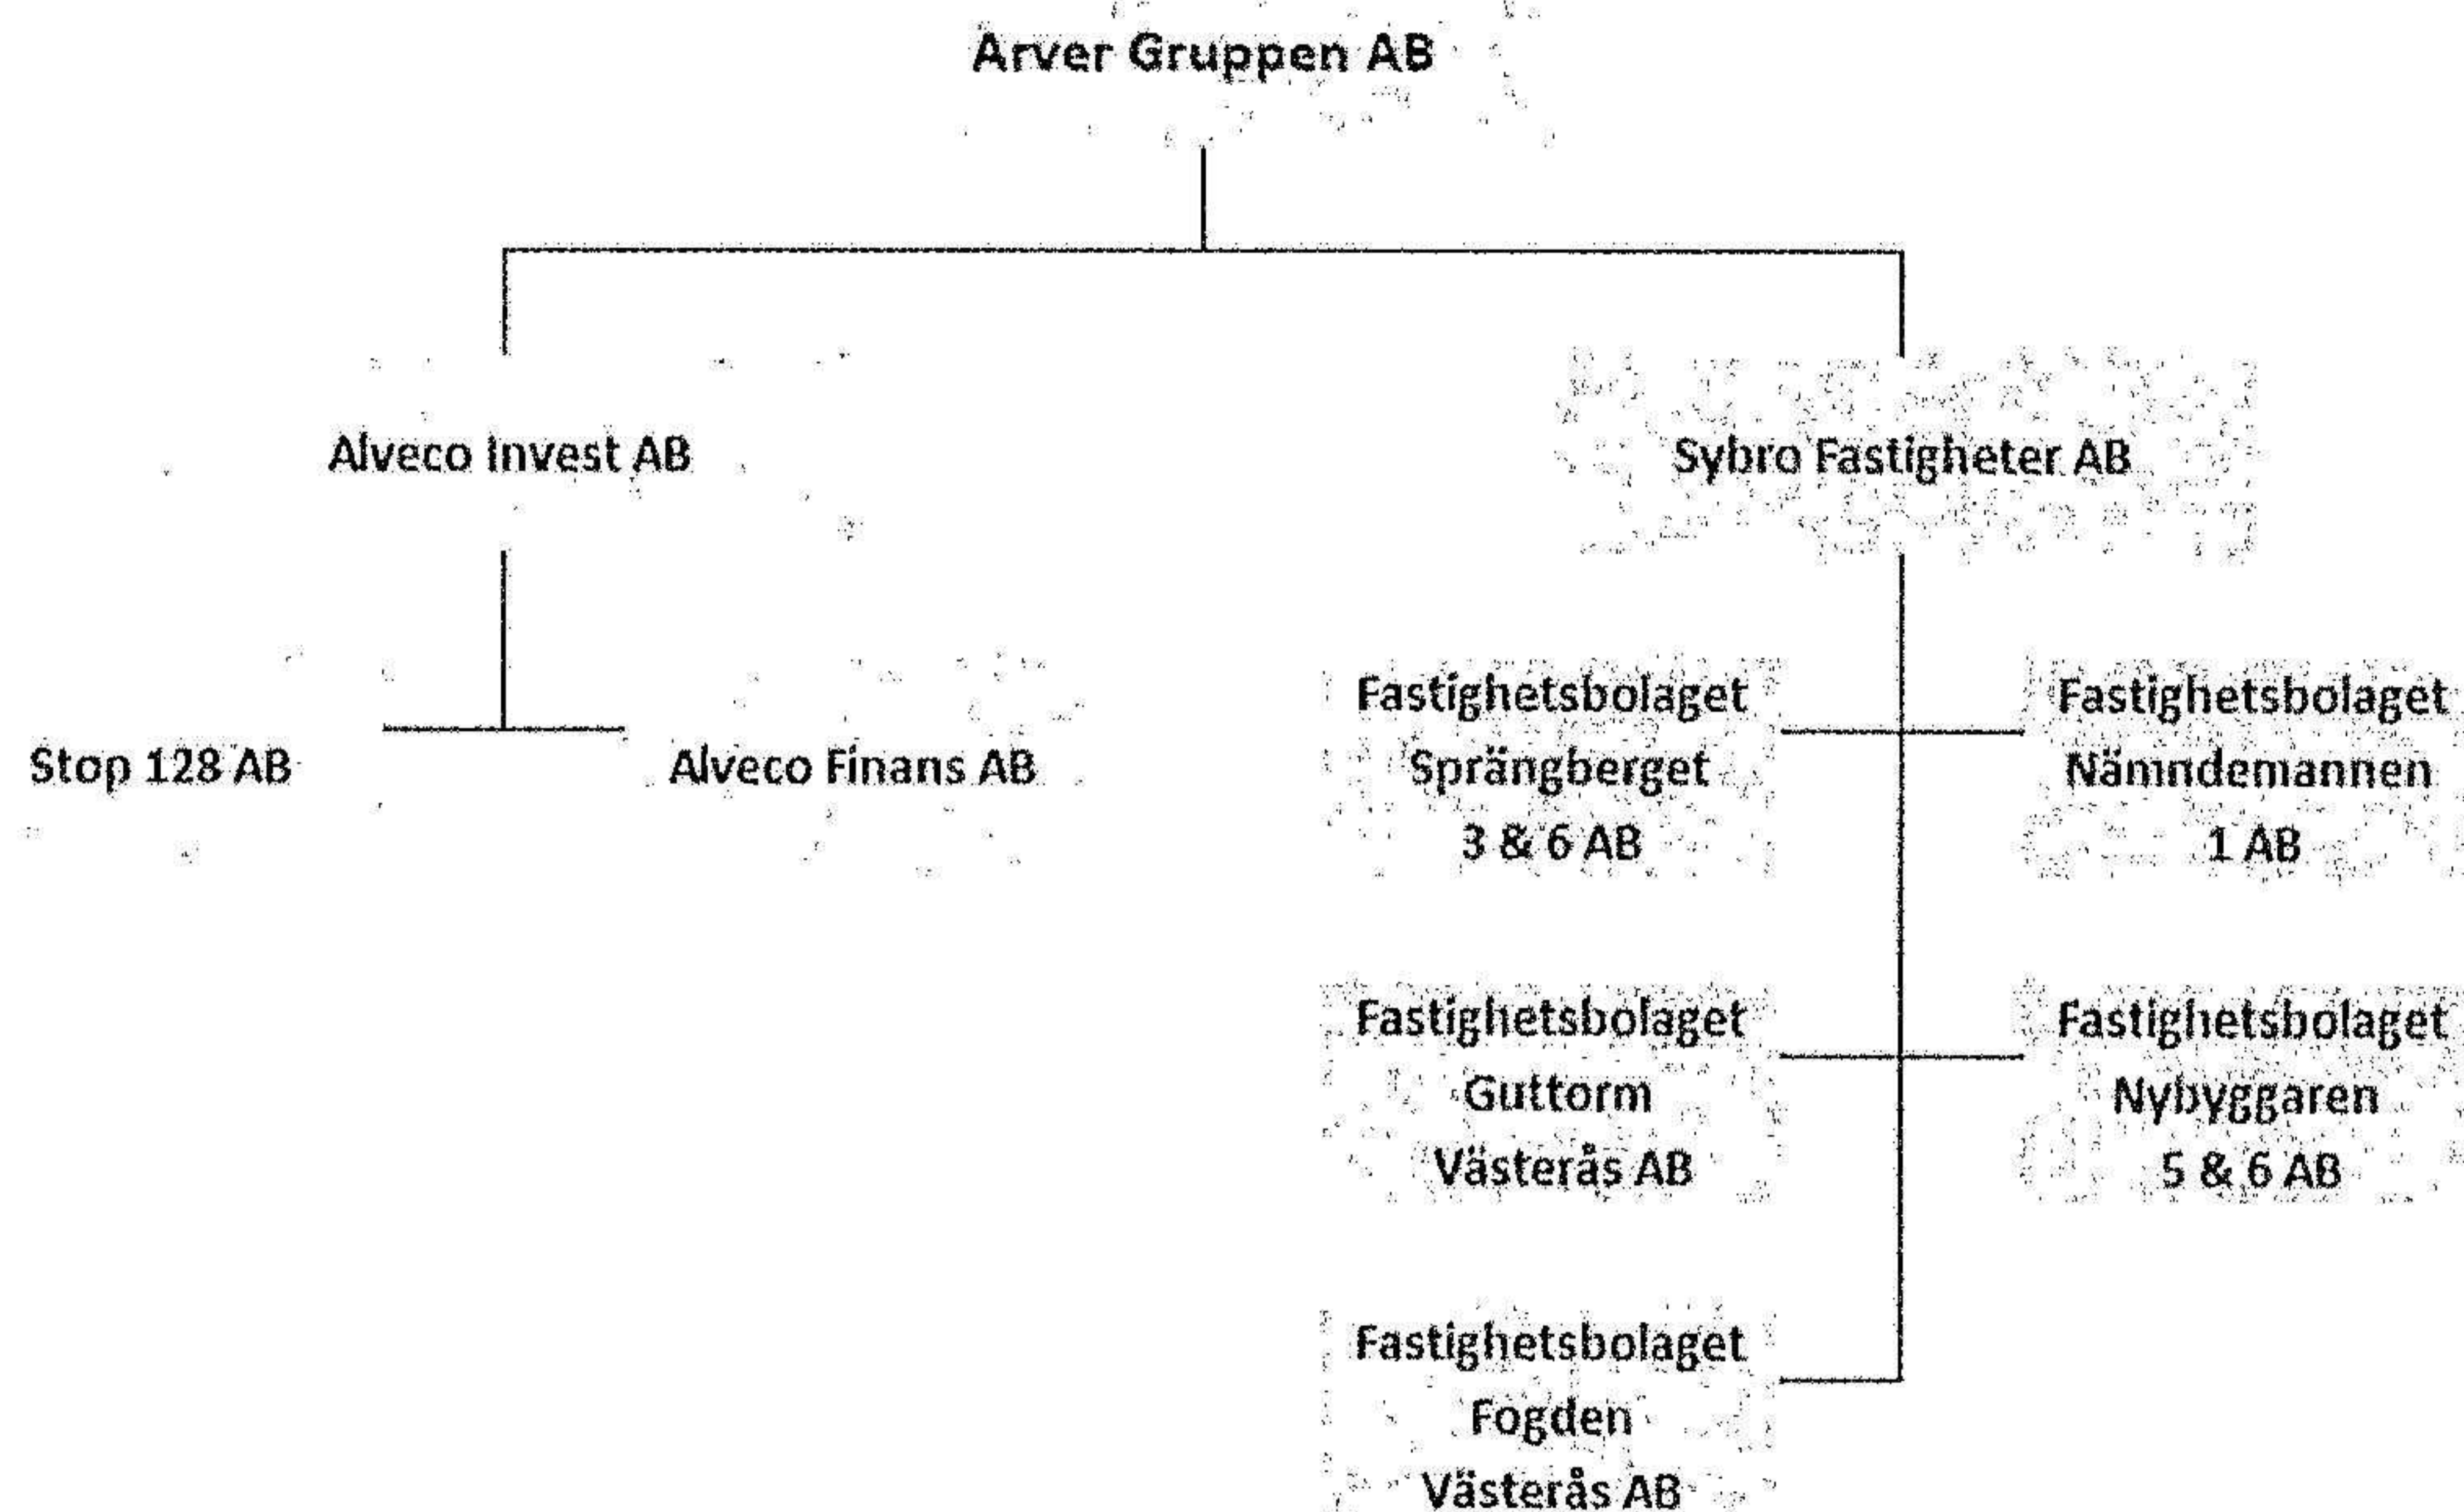 Arver Gruppen AB
Alveco Invest AB
Sybro Fastigheter AB
Stop 128 AB
Alveco Finans AB
Fastighetsbolaget
Sprängberget
3 & 6 AB
Fastighetsbolaget
Nämndemannen
1 AB
Fastighetsbolaget
Guttorm
Västerås AB
Fastighetsbolaget
Nybyggaren
5 & 6 AB
Fastighetsbolaget
Fogden
Västerås AB